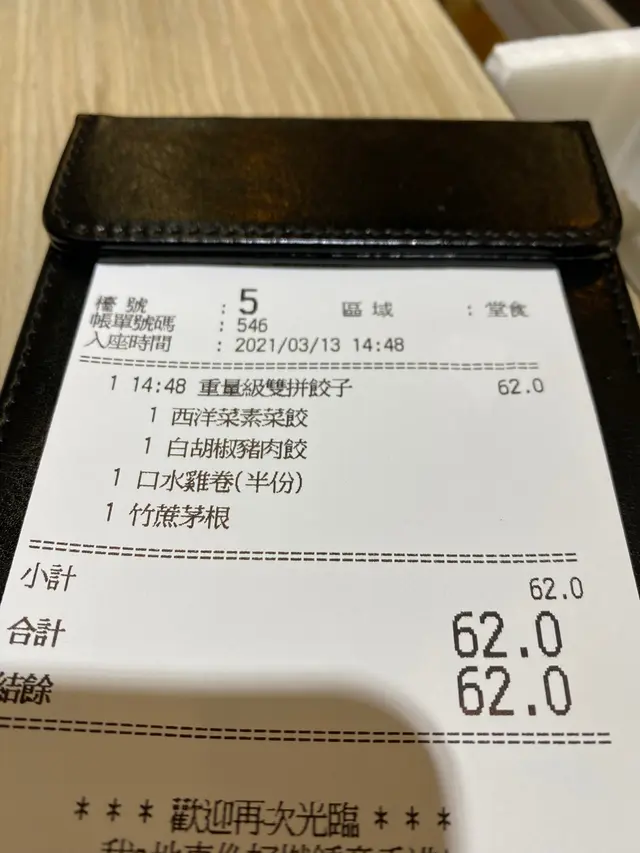 檯號 : 5 區域 : 堂食
帳單號碼 : 546
入座時間 : 2021/03/13 14:48
1 14:48 重量級雙拼餃子 62.0
1 西洋菜素菜餃
1 白胡椒豬肉餃
1 口水雞卷(半份)
1 竹蔗茅根
小計 62.0
合計 62.0
結餘 62.0
*** 歡迎再次光臨 ***